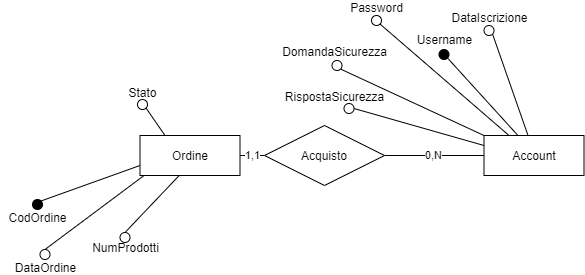 Password
DataIscrizione
Username
DomandaSicurezza
RispostaSicurezza
Stato
Ordine
1,1
Acquisto
0,N
Account
CodOrdine
NumProdotti
DataOrdine